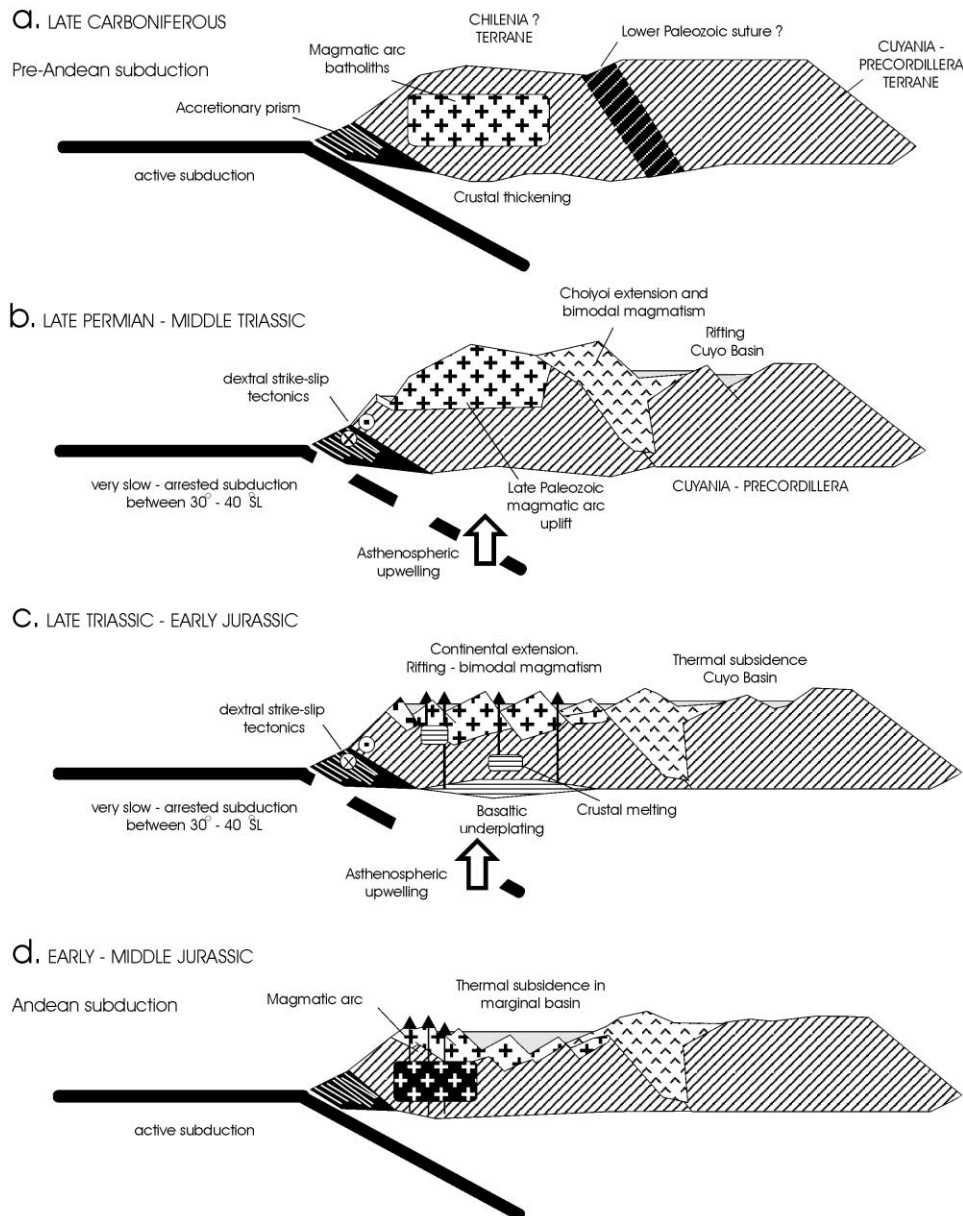 a. LATE CARBONIFEROUS
Pre-Andean subduction
CHILENIA ?
TERRANE
Magmatic arc
batholiths
Lower Paleozoic suture ?
CUYANIA -
PRECORDILLERA
TERRANE
Accretionary prism
active subduction
Crustal thickening
b. LATE PERMIAN - MIDDLE TRIASSIC
Choiyoi extension and
bimodal magmatism
Rifting
Cuyo Basin
dextral strike-slip
tectonics
very slow - arrested subduction
between 30° - 40° SL
Late Paleozoic
magmatic arc
uplift
CUYANIA - PRECORDILLERA
Asthenospheric
upwelling
c. LATE TRIASSIC - EARLY JURASSIC
Continental extension.
Rifting - bimodal magmatism
Thermal subsidence
Cuyo Basin
dextral strike-slip
tectonics
very slow - arrested subduction
between 30° - 40° SL
Basaltic
underplating
Crustal melting
Asthenospheric
upwelling
d. EARLY - MIDDLE JURASSIC
Andean subduction
Magmatic arc
Thermal subsidence in
marginal basin
active subduction